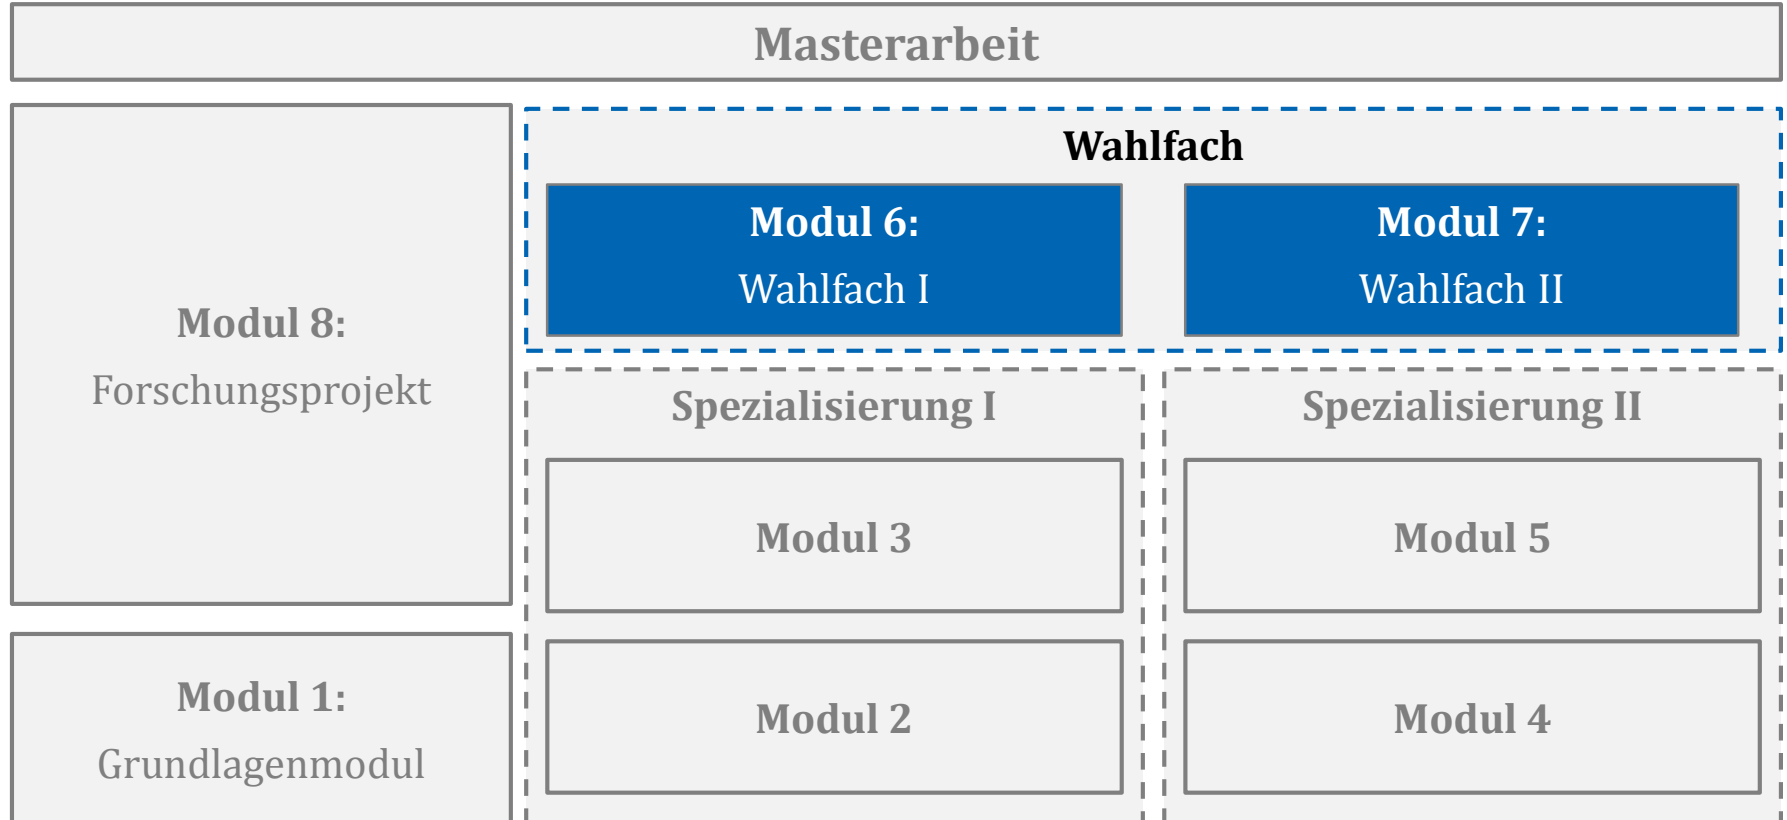 Masterarbeit
Modul 8:
Forschungsprojekt
Wahlfach
Modul 6:
Wahlfach I
Modul 7:
Wahlfach II
Spezialisierung I
Modul 3
Modul 2
Spezialisierung II
Modul 5
Modul 4
Modul 1:
Grundlagenmodul